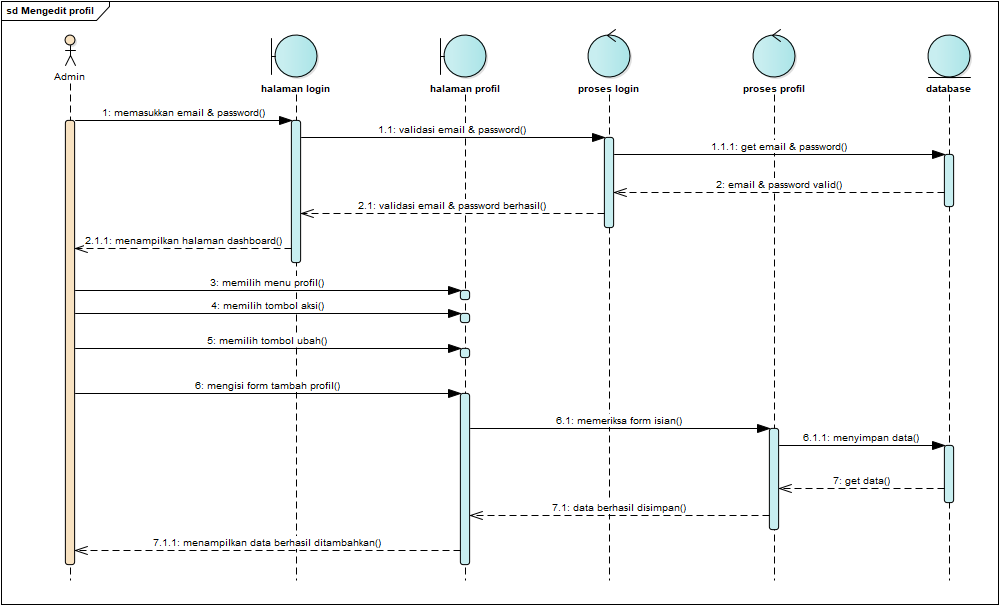 sd Mengedit profil
Admin
halaman login
halaman profil
proses login
proses profil
database
1: memasukkan email & password()
1.1: validasi email & password()
1.1.1: get email & password()
2: email & password valid()
2.1: validasi email & password berhasil()
2.1.1: menampilkan halaman dashboard()
3: memilih menu profil()
4: memilih tombol aksi()
5: memilih tombol ubah()
6: mengisi form tambah profil()
6.1: memeriksa form isian()
6.1.1: menyimpan data()
7: get data()
7.1: data berhasil disimpan()
7.1.1: menampilkan data berhasil ditambahkan()